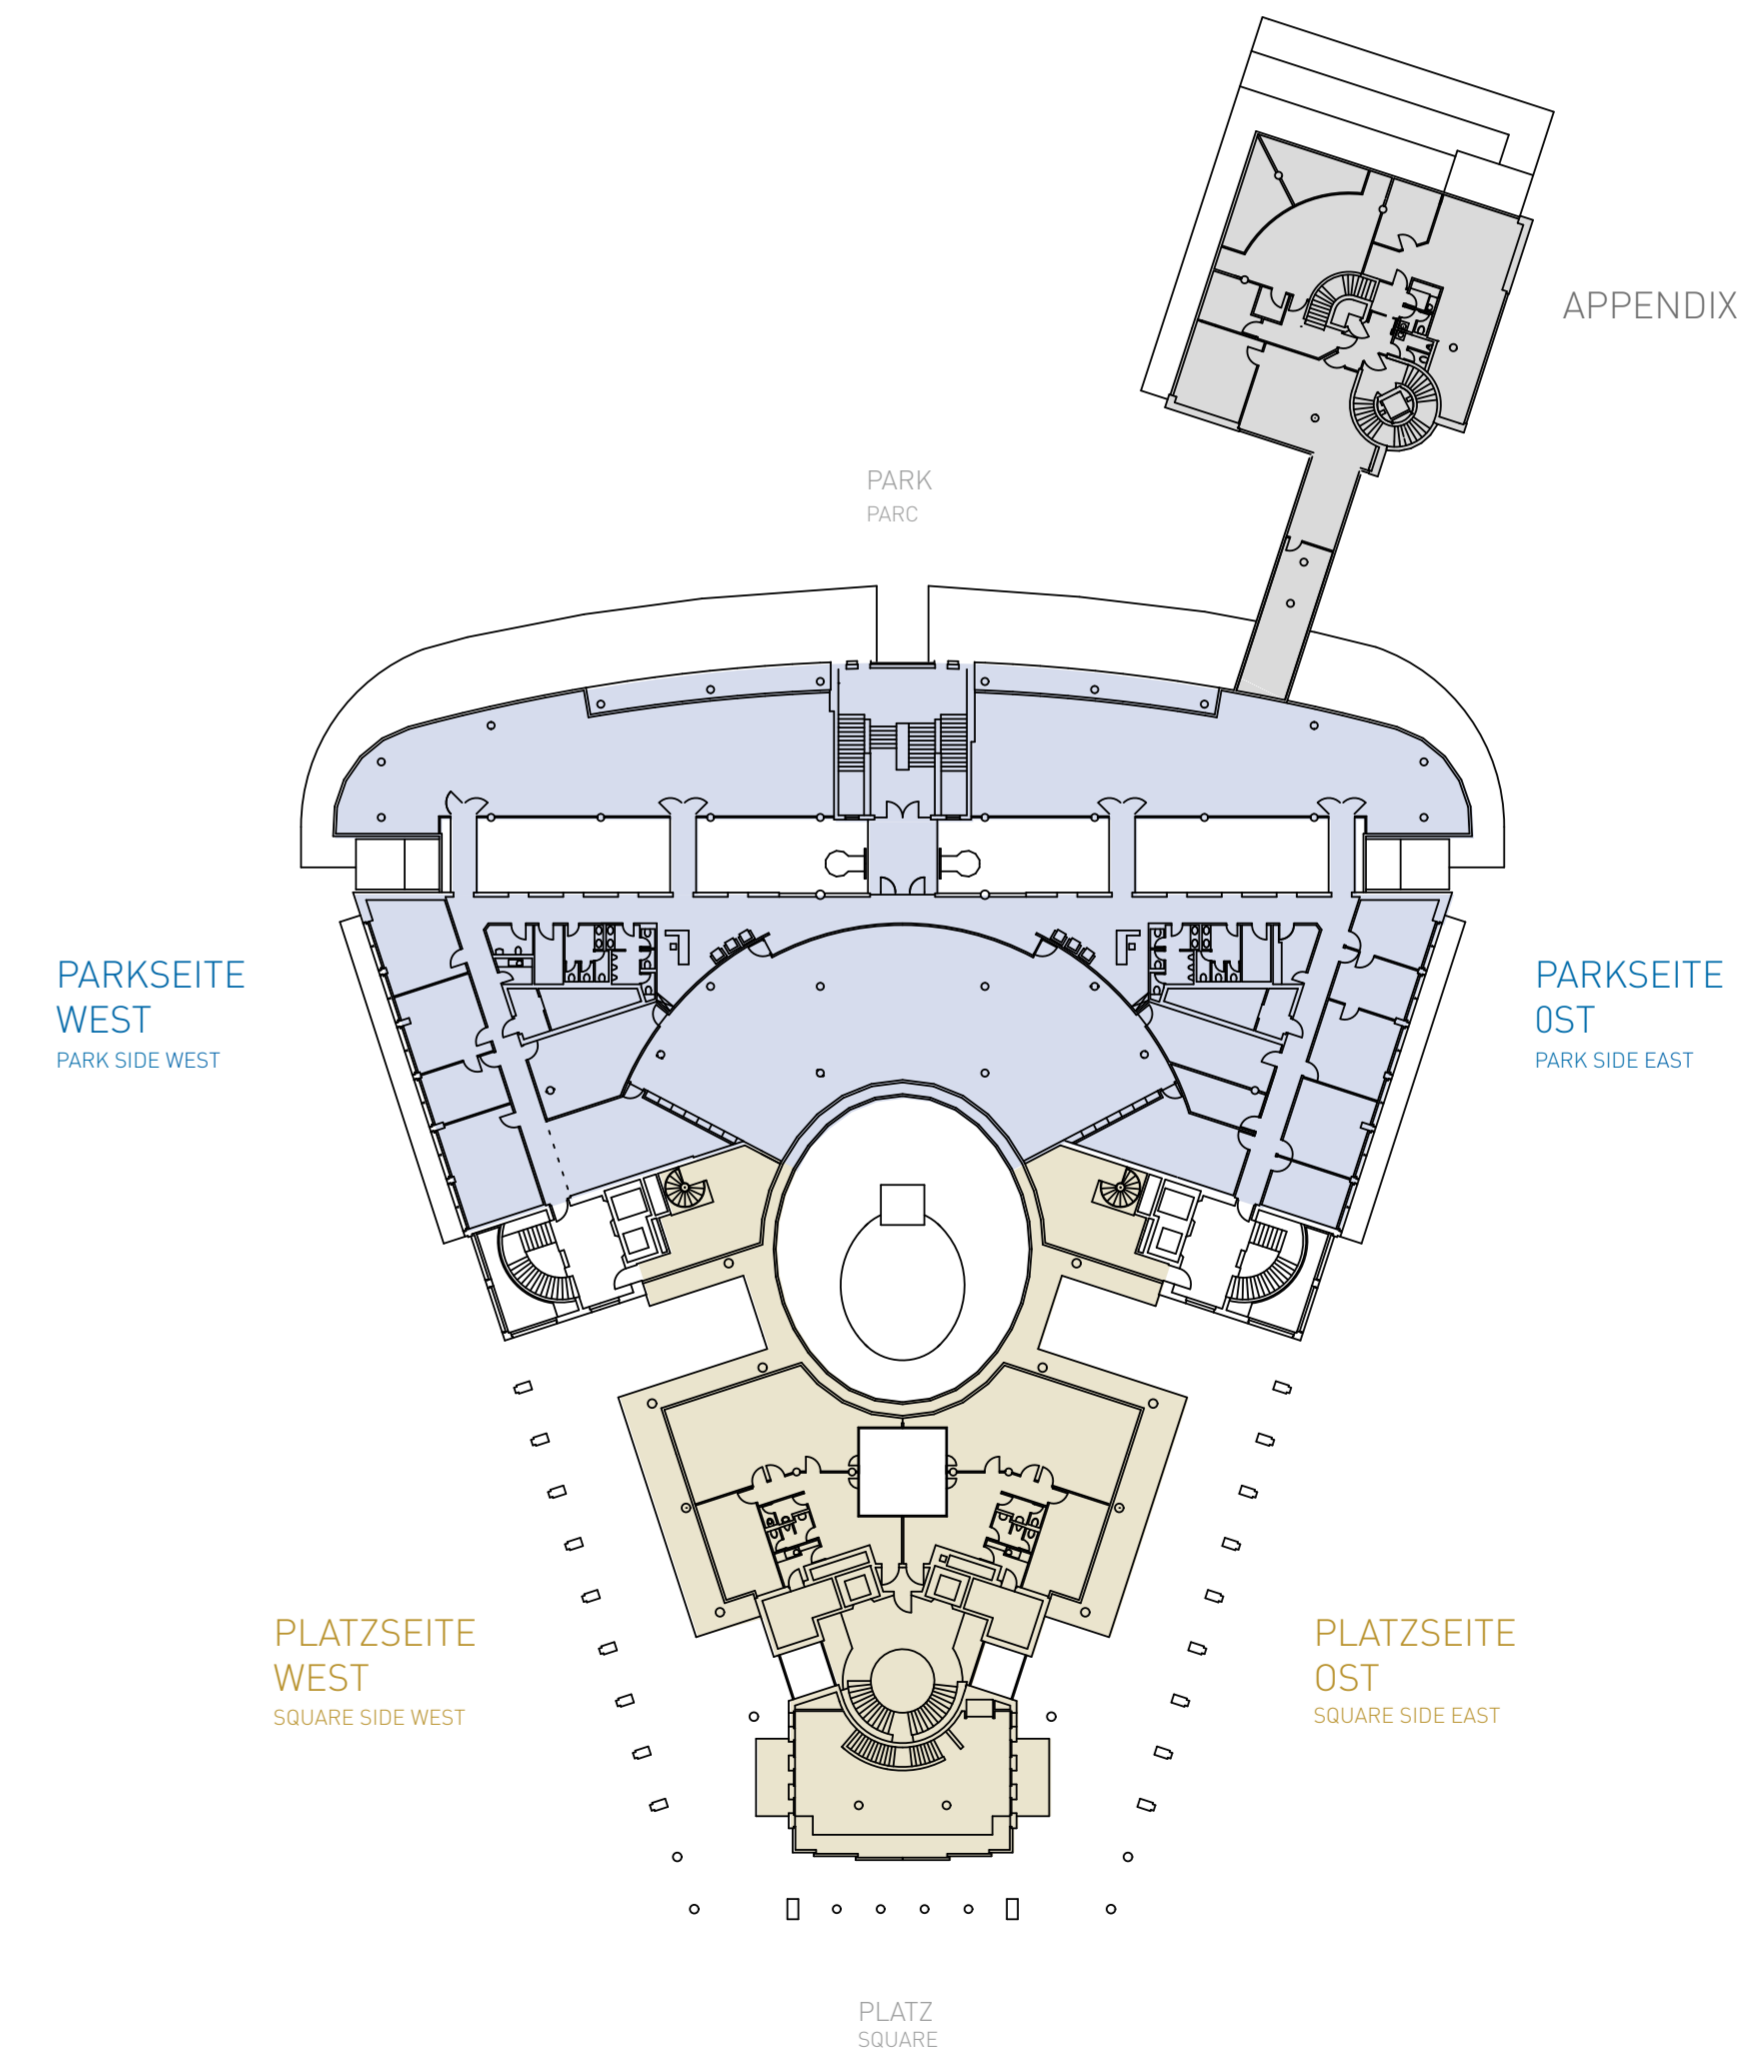 APPENDIX
PARK
PARC
PARKSEITE
WEST
PARK SIDE WEST
PARKSEITE
0ST
PARK SIDE EAST
PLATZSEITE
WEST
SQUARE SIDE WEST
PLATZSEITE
OST
SQUARE SIDE EAST
PLATZ
SQUARE